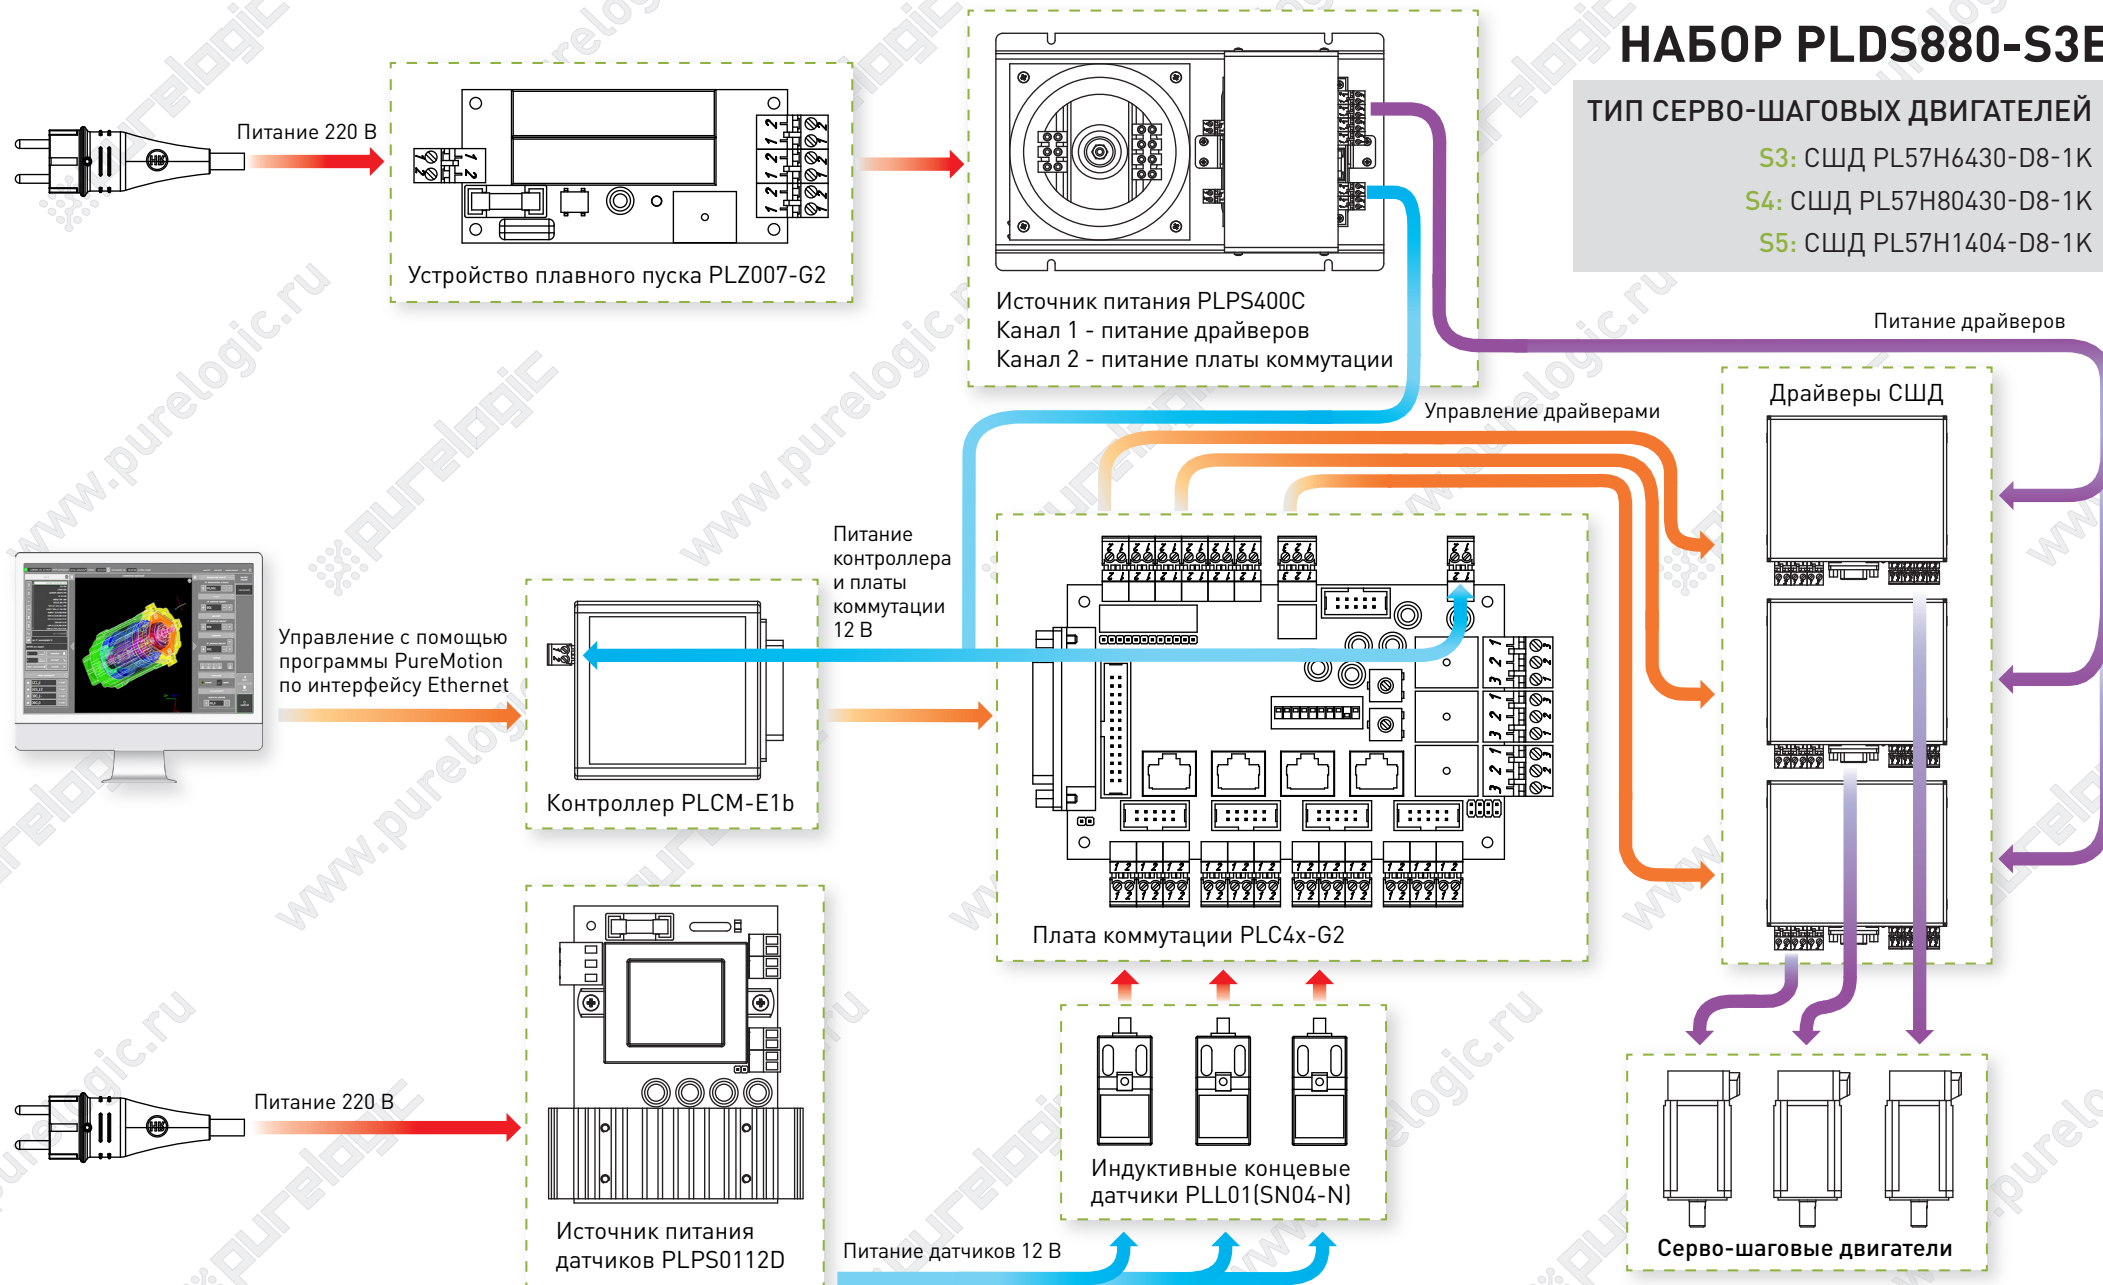 НАБОР PLDS880-S3E
ТИП СЕРВО-ШАГОВЫХ ДВИГАТЕЛЕЙ
S3: СШД PL57H6430-D8-1K
S4: СШД PL57H80430-D8-1K
S5: СШД PL57H1404-D8-1K
Питание 220 В
Устройство плавного пуска PLZ007-G2
Источник питания PLPS400C
Канал 1 - питание драйверов
Канал 2 - питание платы коммутации
Питание драйверов
Управление драйверами
Драйверы СШД
Питание
контроллера
и платы
коммутации
12 В
Управление с помощью
программы PureMotion
по интерфейсу Ethernet
Контроллер PLCM-E1b
Плата коммутации PLC4x-G2
Питание 220 В
Источник питания
датчиков PLPS0112D
Питание датчиков 12 В
Индуктивные концевые
датчики PLL01(SN04-N)
Серво-шаговые двигатели
www.purelogic.ru
purelogic